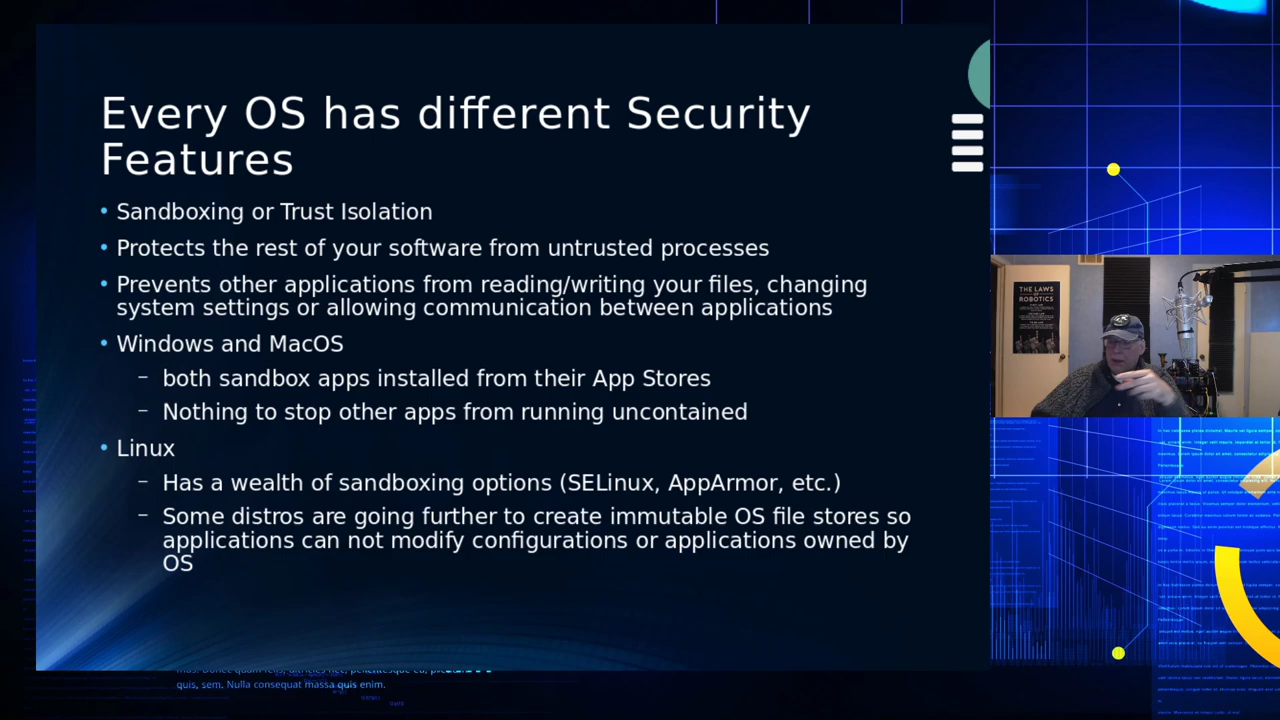 Every OS has different Security
Features
• Sandboxing or Trust Isolation
• Protects the rest of your software from untrusted processes
• Prevents other applications from reading/writing your files, changing
system settings or allowing communication between applications
• Windows and MacOS
– both sandbox apps installed from their App Stores
– Nothing to stop other apps from running uncontained
• Linux
– Has a wealth of sandboxing options (SELinux, AppArmor, etc.)
– Some distros are going further to create immutable OS file stores so
applications can not modify configurations or applications owned by
OS
THE LAWS
OF
ROBOTICS
quis, sem. Nulla consequat massa quis enim.